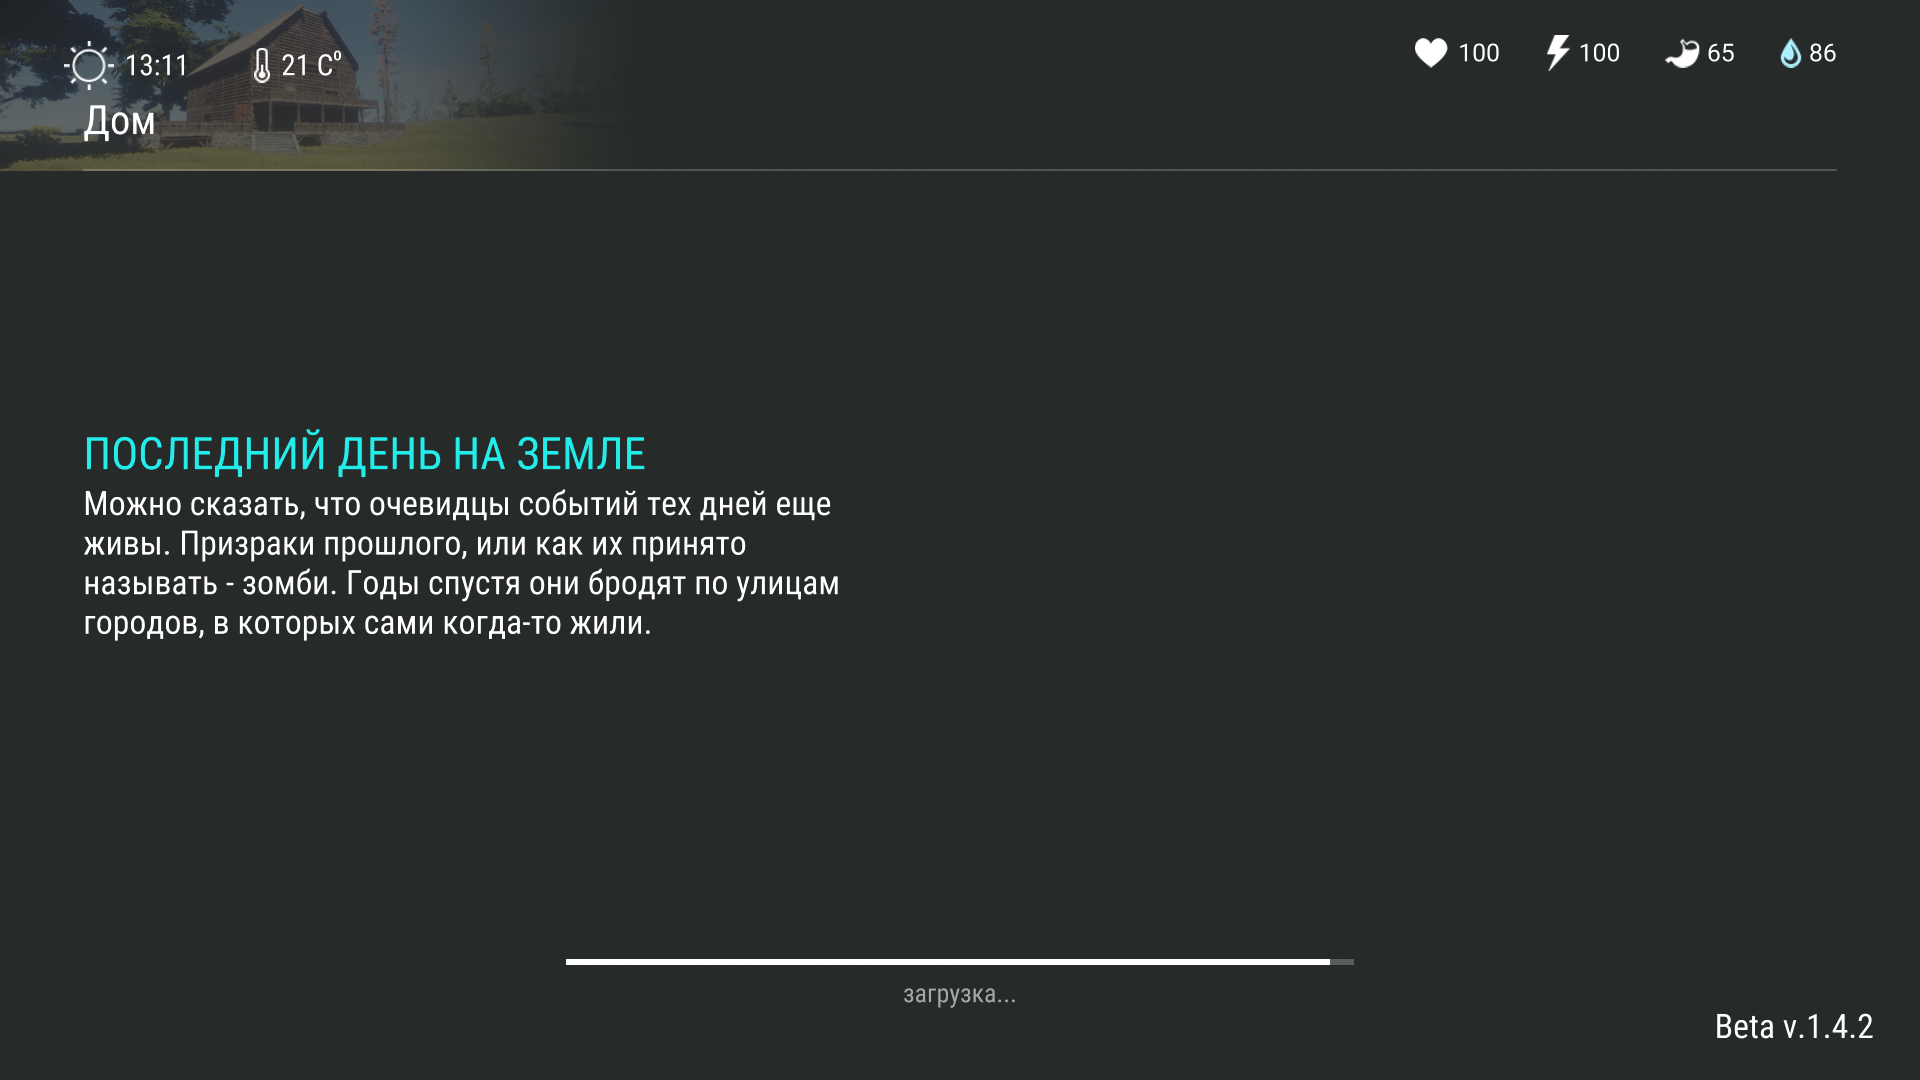 13:11
21 C⁰
100
100
65
86
Дом
ПОСЛЕДНИЙ ДЕНЬ НА ЗЕМЛЕ
Можно сказать, что очевидцы событий тех дней еще
живы. Призраки прошлого, или как их принято
называть - зомби. Годы спустя они бродят по улицам
городов, в которых сами когда-то жили.
загрузка...
Beta v.1.4.2